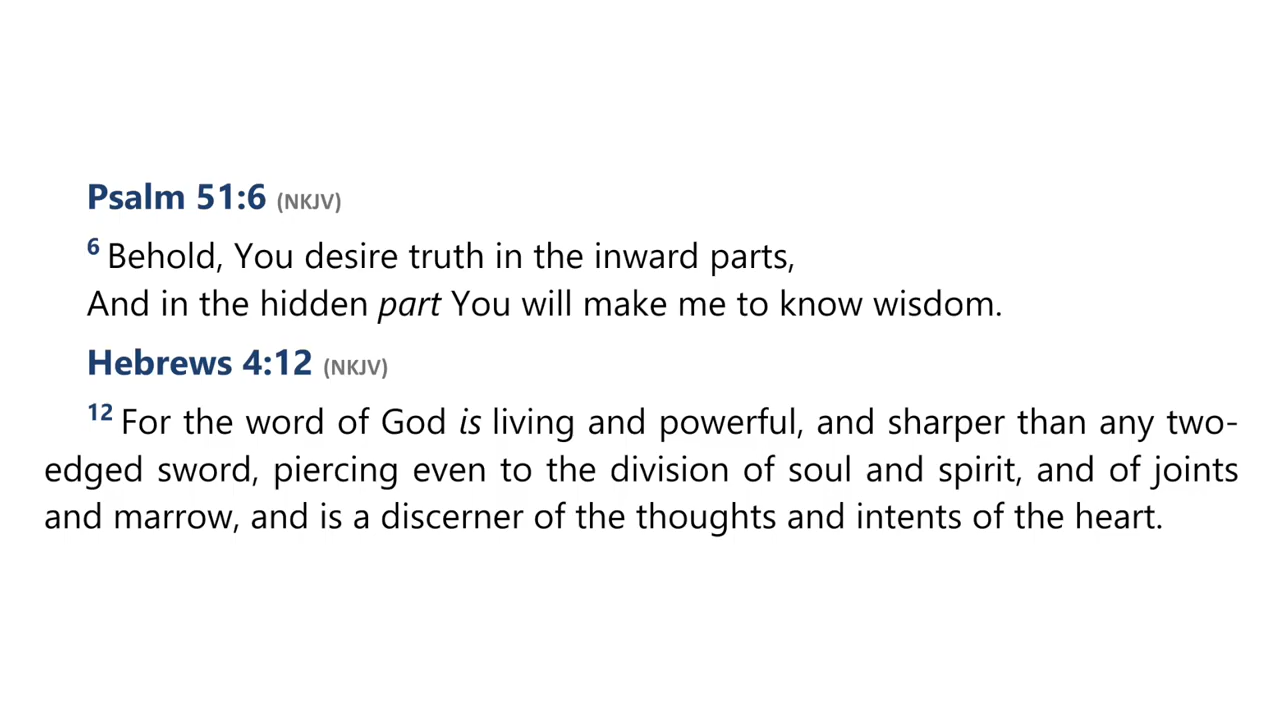 Psalm 51:6 (NKJV)
6 Behold, You desire truth in the inward parts,
And in the hidden part You will make me to know wisdom.
Hebrews 4:12 (NKJV)
12 For the word of God is living and powerful, and sharper than any two-
edged sword, piercing even to the division of soul and spirit, and of joints
and marrow, and is a discerner of the thoughts and intents of the heart.